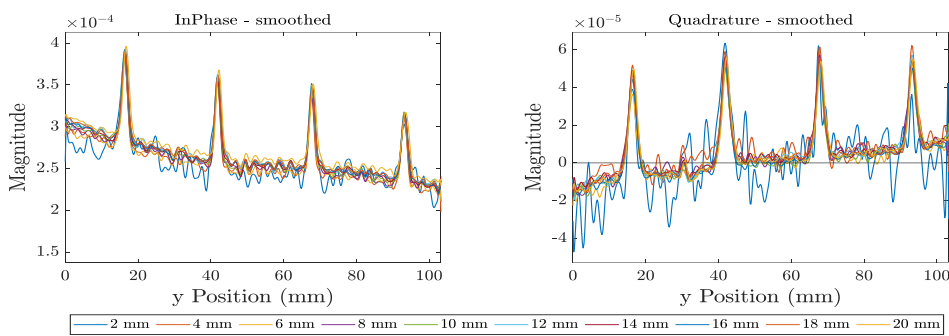 ×10⁻⁴ InPhase - smoothed
4
3.5
3
2.5
2
1.5
Magnitude
0 20 40 60 80 100
y Position (mm)
×10⁻⁵ Quadrature - smoothed
6
4
2
0
-2
-4
Magnitude
0 20 40 60 80 100
y Position (mm)
2 mm 4 mm 6 mm 8 mm 10 mm 12 mm 14 mm 16 mm 18 mm 20 mm